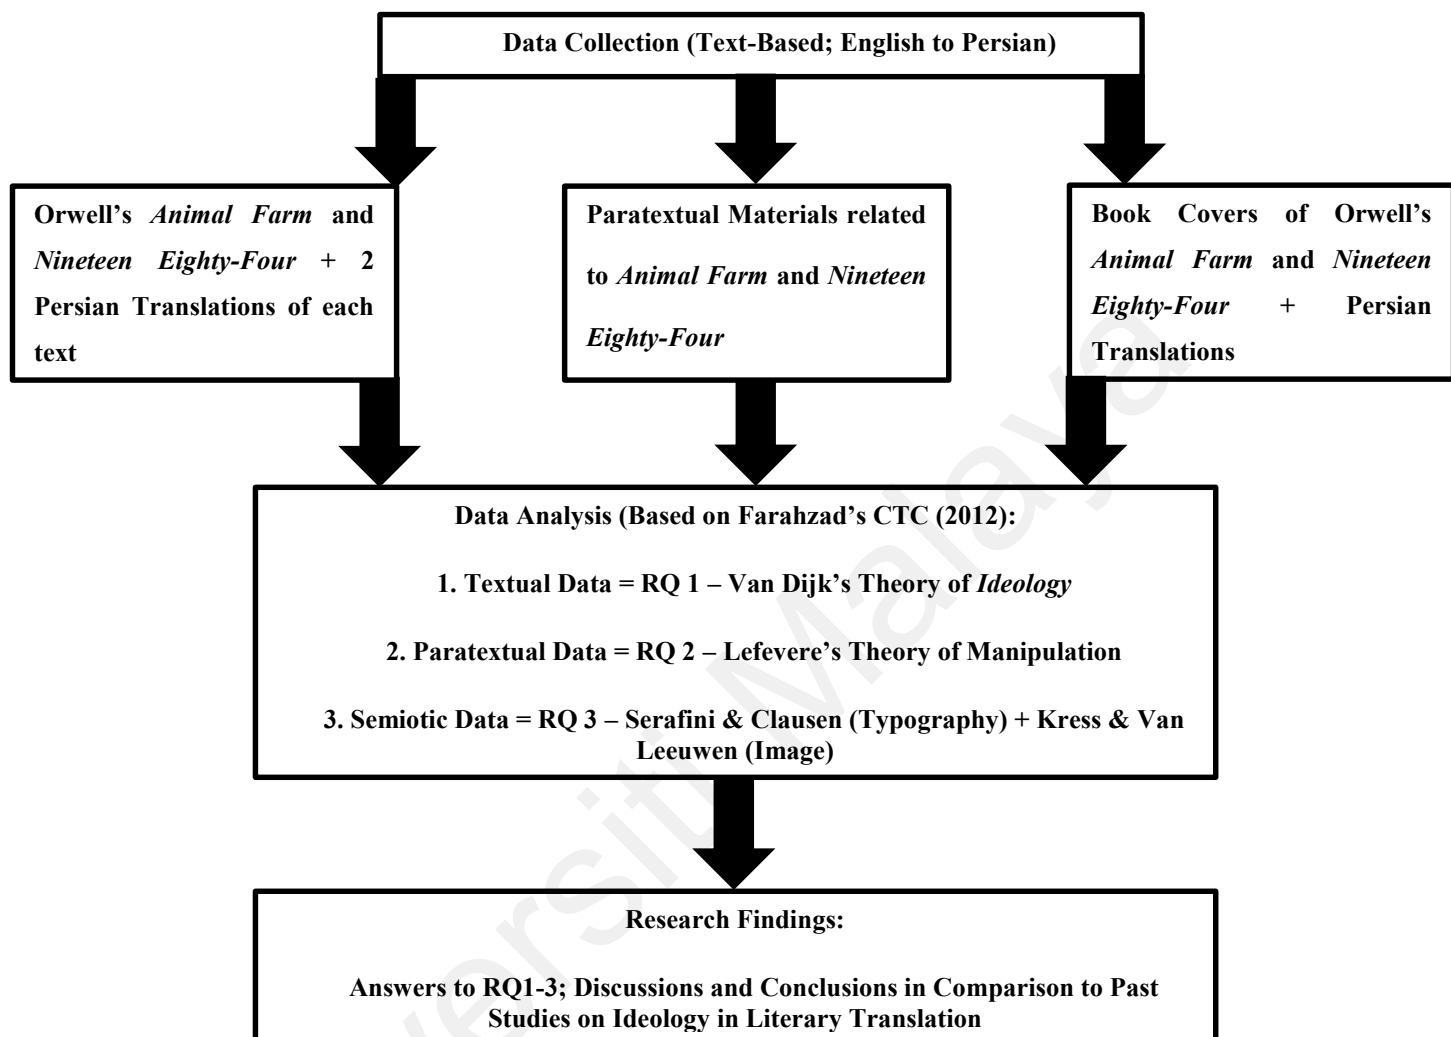 Data Collection (Text-Based; English to Persian)
Orwell's Animal Farm and
Nineteen Eighty-Four + 2
Persian Translations of each
text
Paratextual Materials related
to Animal Farm and Nineteen
Eighty-Four
Book Covers of Orwell's
Animal Farm and Nineteen
Eighty-Four + Persian
Translations
Data Analysis (Based on Farahzad's CTC (2012):
1. Textual Data = RQ 1 – Van Dijk's Theory of Ideology
2. Paratextual Data = RQ 2 – Lefevere's Theory of Manipulation
3. Semiotic Data = RQ 3 – Serafini & Clausen (Typography) + Kress & Van
Leeuwen (Image)
Research Findings:
Answers to RQ1-3; Discussions and Conclusions in Comparison to Past
Studies on Ideology in Literary Translation
ersiti Malaya